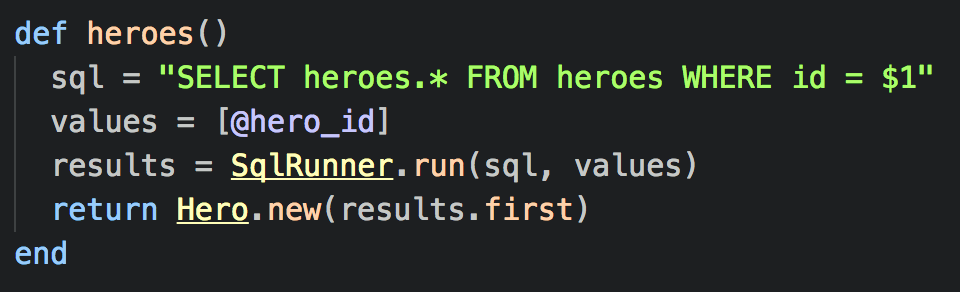 def heroes()
  sql = "SELECT heroes.* FROM heroes WHERE id = $1"
  values = [@hero_id]
  results = SqlRunner.run(sql, values)
  return Hero.new(results.first)
end